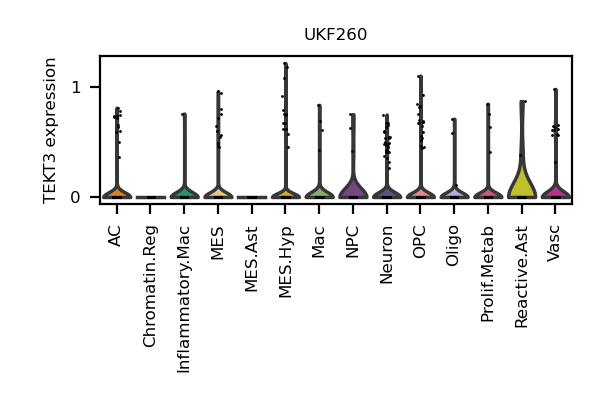 UKF260
TEKT3 expression
1
0
AC
Chromatin.Reg
Inflammatory.Mac
MES
MES.Ast
MES.Hyp
Mac
NPC
Neuron
OPC
Oligo
Prolif.Metab
Reactive.Ast
Vasc